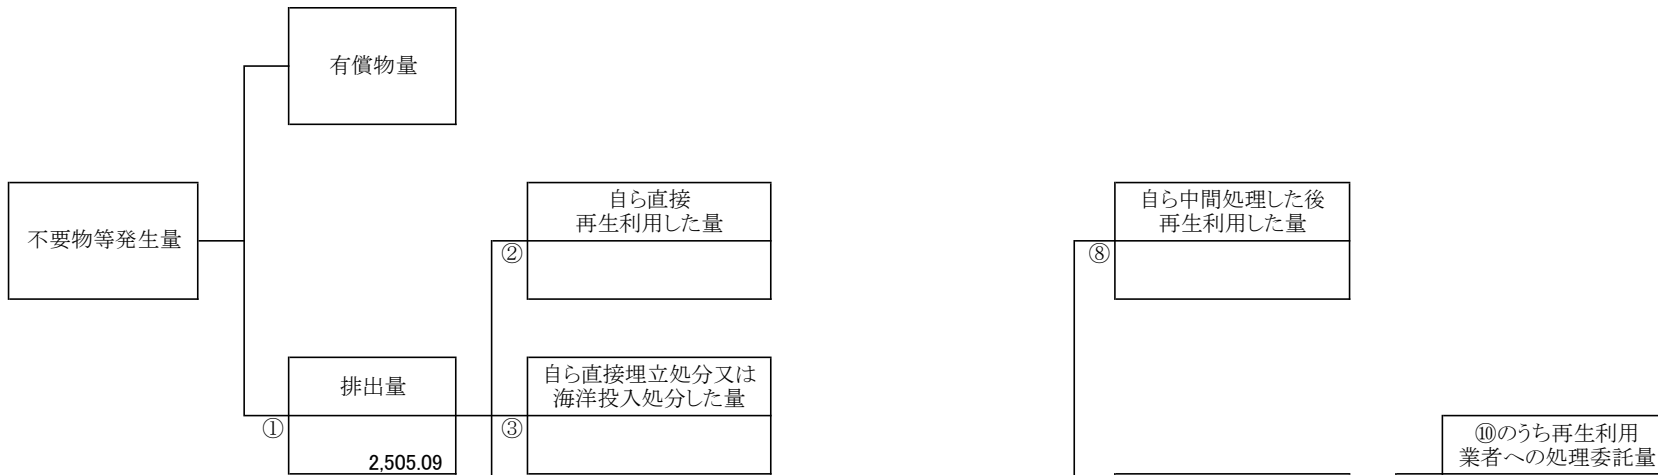 有償物量
不要物等発生量
自ら直接
再生利用した量
②
自ら中間処理した後
再生利用した量
⑧
排出量
①
2,505.09
自ら直接埋立処分又は
海洋投入処分した量
③
⑩のうち再生利用
業者への処理委託量